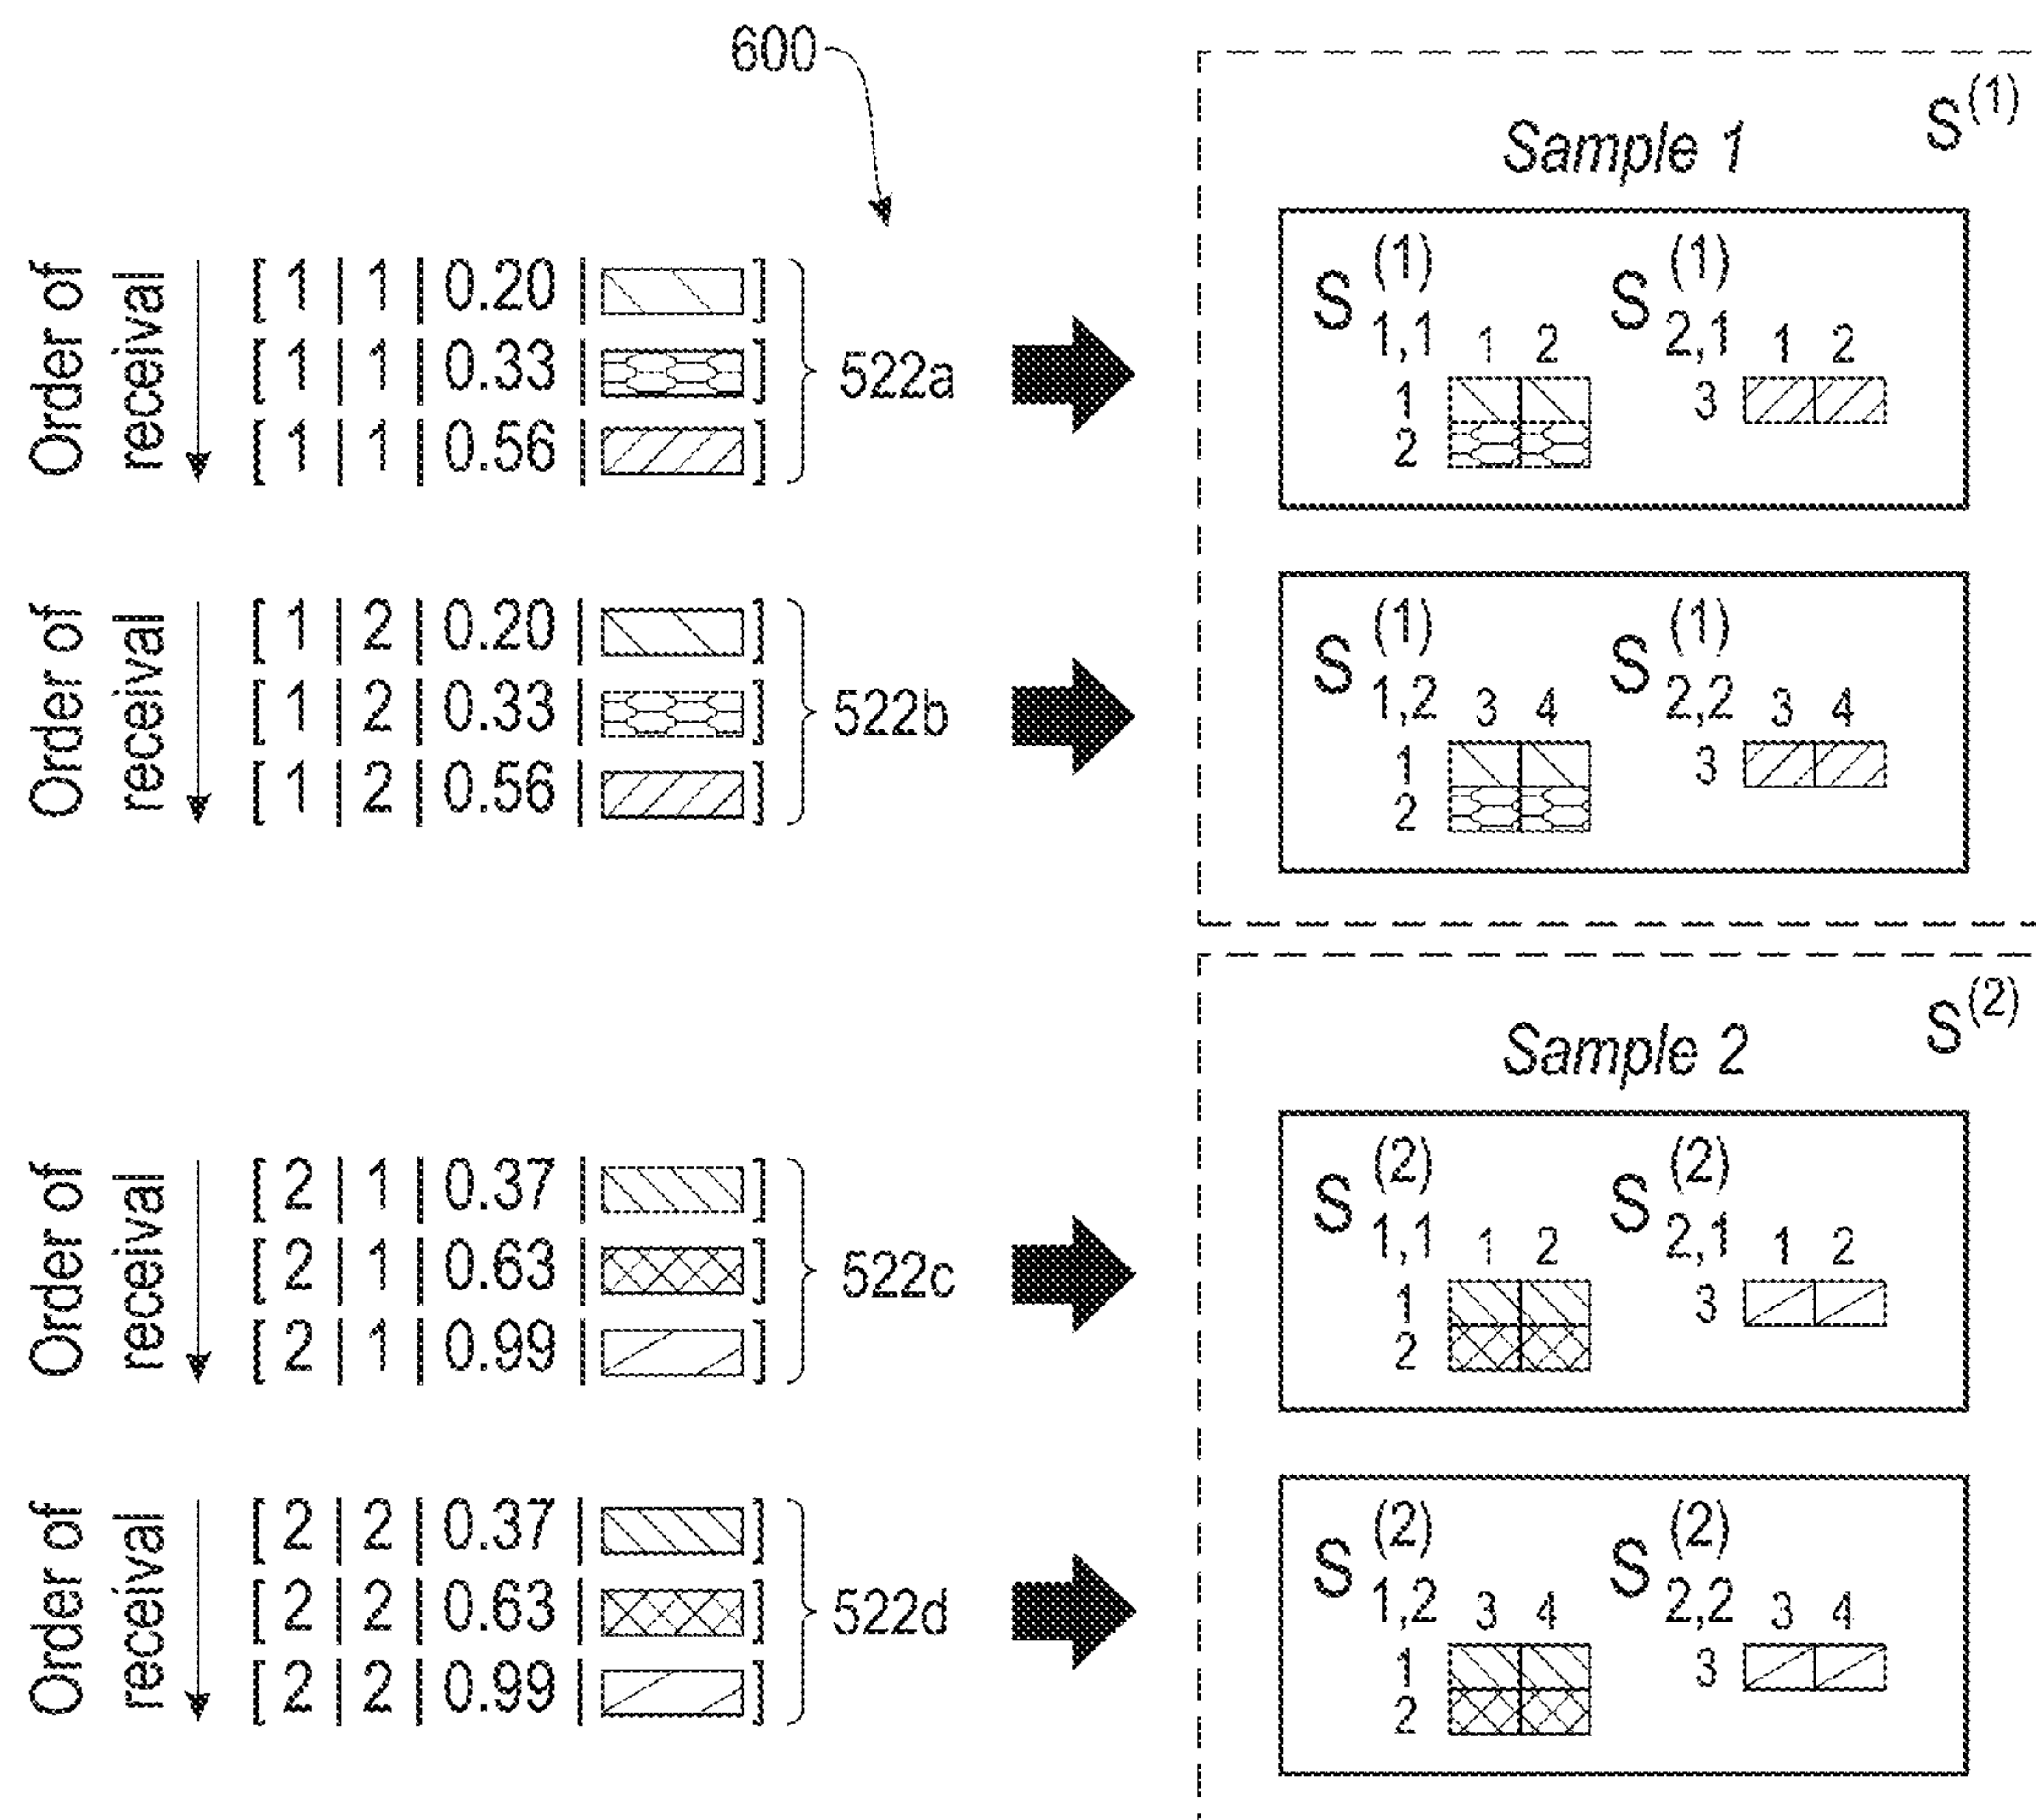 600
S(1)
Sample 1
Order of
receival
[ 1 | 1 | 0.20 | ]
[ 1 | 1 | 0.33 | ]
[ 1 | 1 | 0.56 | ]
522a
S(1)1,1 1 2
1
2
S(1)2,1 1 2
3
Order of
receival
[ 1 | 2 | 0.20 | ]
[ 1 | 2 | 0.33 | ]
[ 1 | 2 | 0.56 | ]
522b
S(1)1,2 3 4
1
2
S(1)2,2 3 4
3
S(2)
Sample 2
Order of
receival
[ 2 | 1 | 0.37 | ]
[ 2 | 1 | 0.63 | ]
[ 2 | 1 | 0.99 | ]
522c
S(2)1,1 1 2
1
2
S(2)2,1 1 2
3
Order of
receival
[ 2 | 2 | 0.37 | ]
[ 2 | 2 | 0.63 | ]
[ 2 | 2 | 0.99 | ]
522d
S(2)1,2 3 4
1
2
S(2)2,2 3 4
3